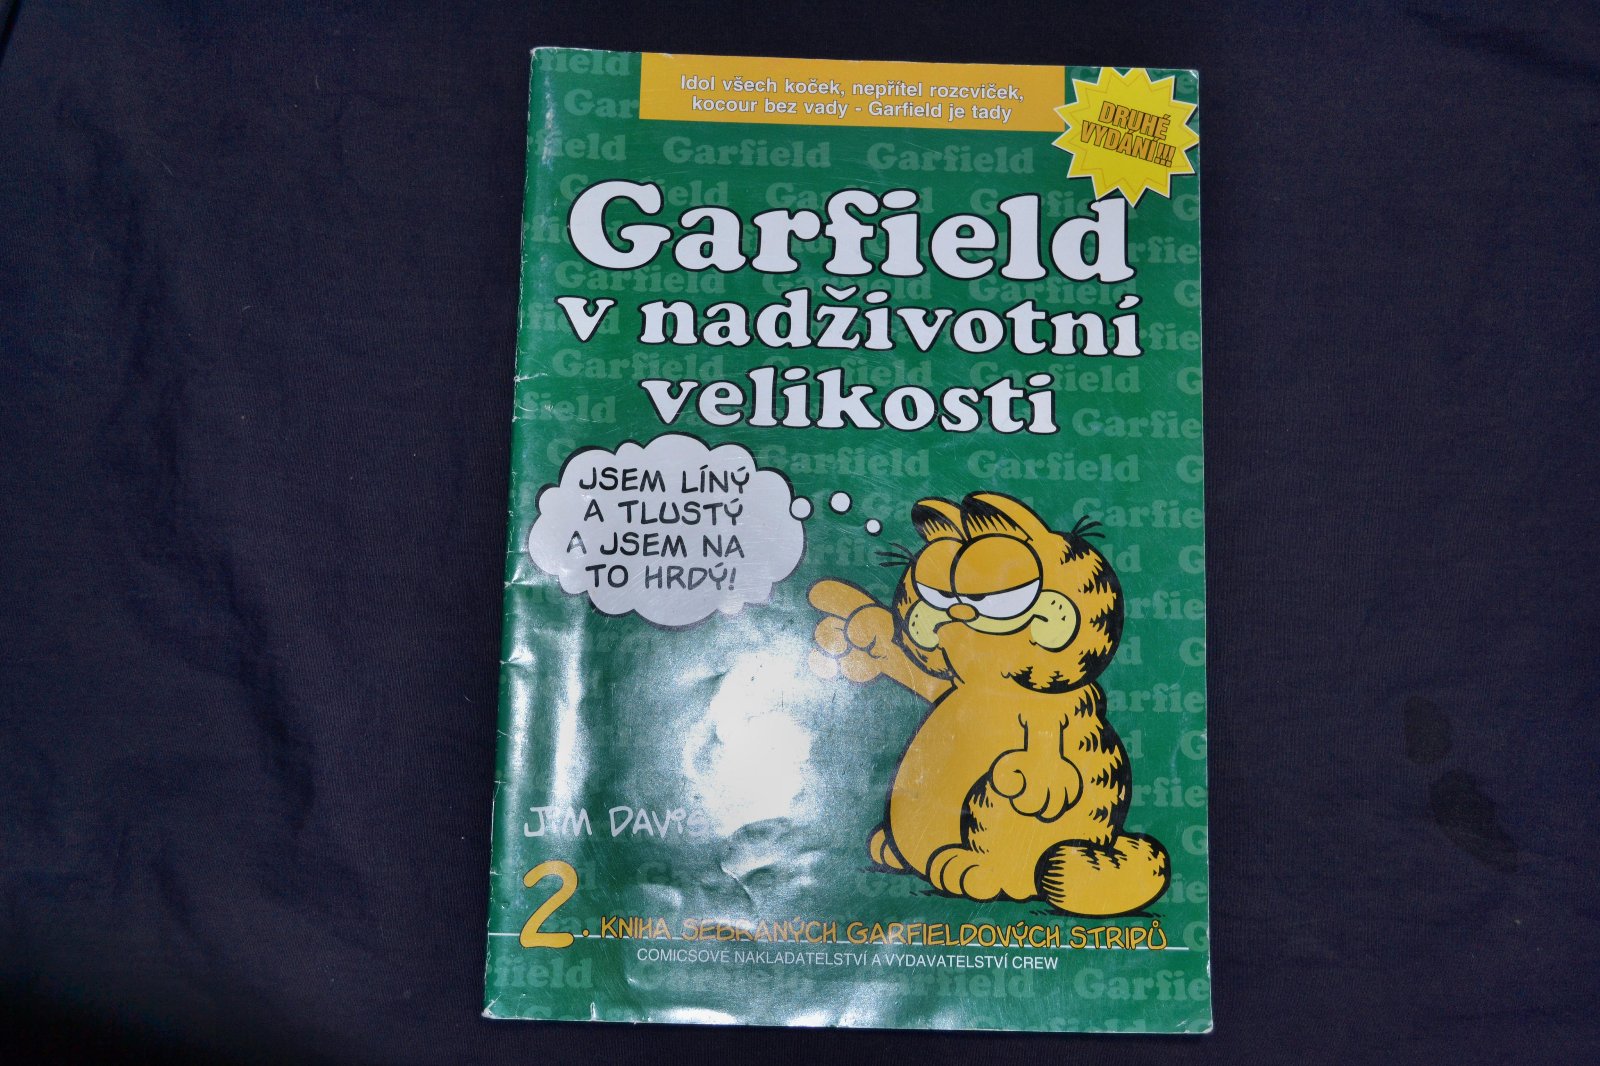 Idol všech koček, nepřítel rozcviček,
kocour bez vady - Garfield je tady
DRUHÉ
VYDÁNÍ!!!
Garfield
v nadživotní
velikosti
JSEM LÍNÝ
A TLUSTÝ
A JSEM NA
TO HRDÝ!
JIM DAVIS
2. KNIHA SEBRANÝCH GARFIELDOVÝCH STRIPŮ
COMICSOVÉ NAKLADATELSTVÍ A VYDAVATELSTVÍ CREW